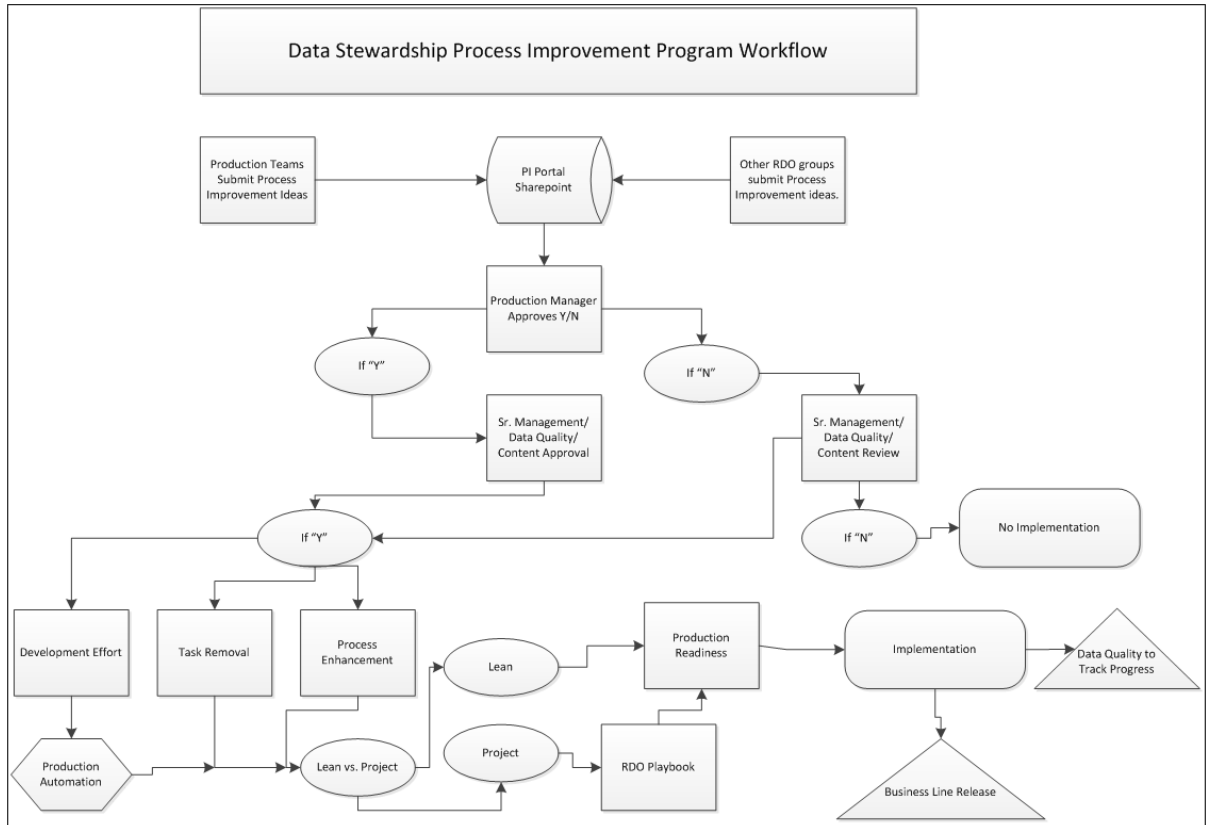 Data Stewardship Process Improvement Program Workflow
Production Teams
Submit Process
Improvement Ideas
PI Portal
Sharepoint
Other RDO groups
submit Process
Improvement ideas.
Production Manager
Approves Y/N
If “Y”
If “N”
Sr. Management/
Data Quality/
Content Approval
Sr. Management/
Data Quality/
Content Review
If “Y”
If “N”
No Implementation
Development Effort
Task Removal
Process
Enhancement
Lean
Production
Readiness
Implementation
Data Quality to
Track Progress
Production
Automation
Lean vs. Project
Project
RDO Playbook
Business Line Release